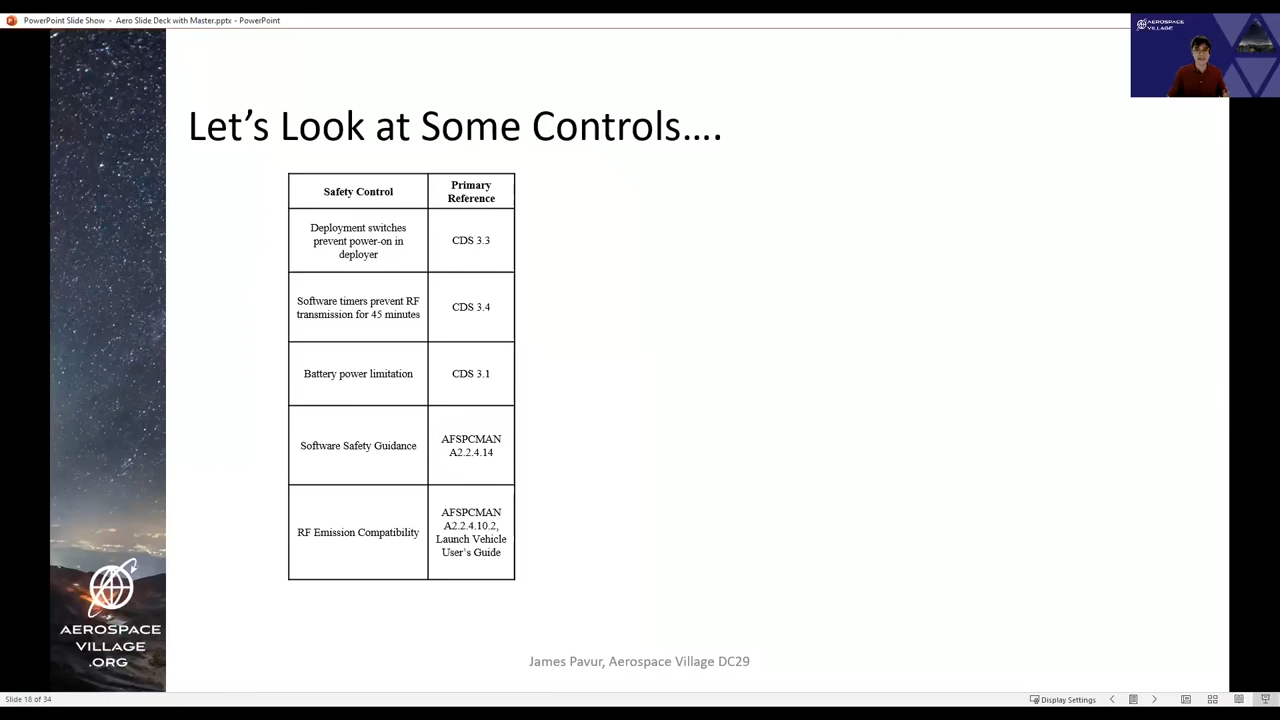 PowerPoint Slide Show - Aero Slide Deck with Master.pptx - PowerPoint
AEROSPACE
VILLAGE
Let's Look at Some Controls....
Safety Control
Primary
Reference
Deployment switches
prevent power-on in
deployer
CDS 3.3
Software timers prevent RF
transmission for 45 minutes
CDS 3.4
Battery power limitation
CDS 3.1
Software Safety Guidance
AFSPCMAN
A2.2.4.14
RF Emission Compatibility
AFSPCMAN
A2.2.4.10.2,
Launch Vehicle
User's Guide
AEROSPACE
VILLAGE
.ORG
James Pavur, Aerospace Village DC29
Slide 18 of 34
Display Settings